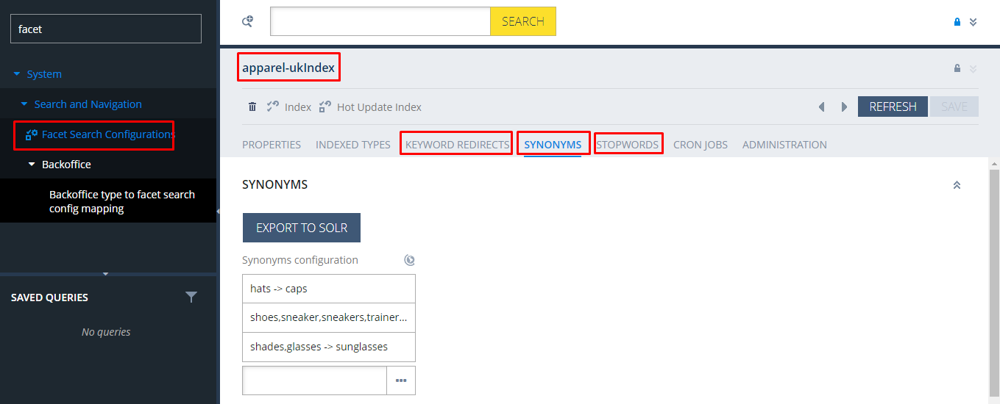 facet
System
Search and Navigation
Facet Search Configurations
Backoffice
Backoffice type to facet search
config mapping
SAVED QUERIES
No queries
SEARCH
apparel-ukIndex
Index Hot Update Index REFRESH SAVE
PROPERTIES INDEXED TYPES KEYWORD REDIRECTS SYNONYMS STOPWORDS CRON JOBS ADMINISTRATION
SYNONYMS
EXPORT TO SOLR
Synonyms configuration
hats -> caps
shoes,sneaker,sneakers,trainer...
shades,glasses -> sunglasses